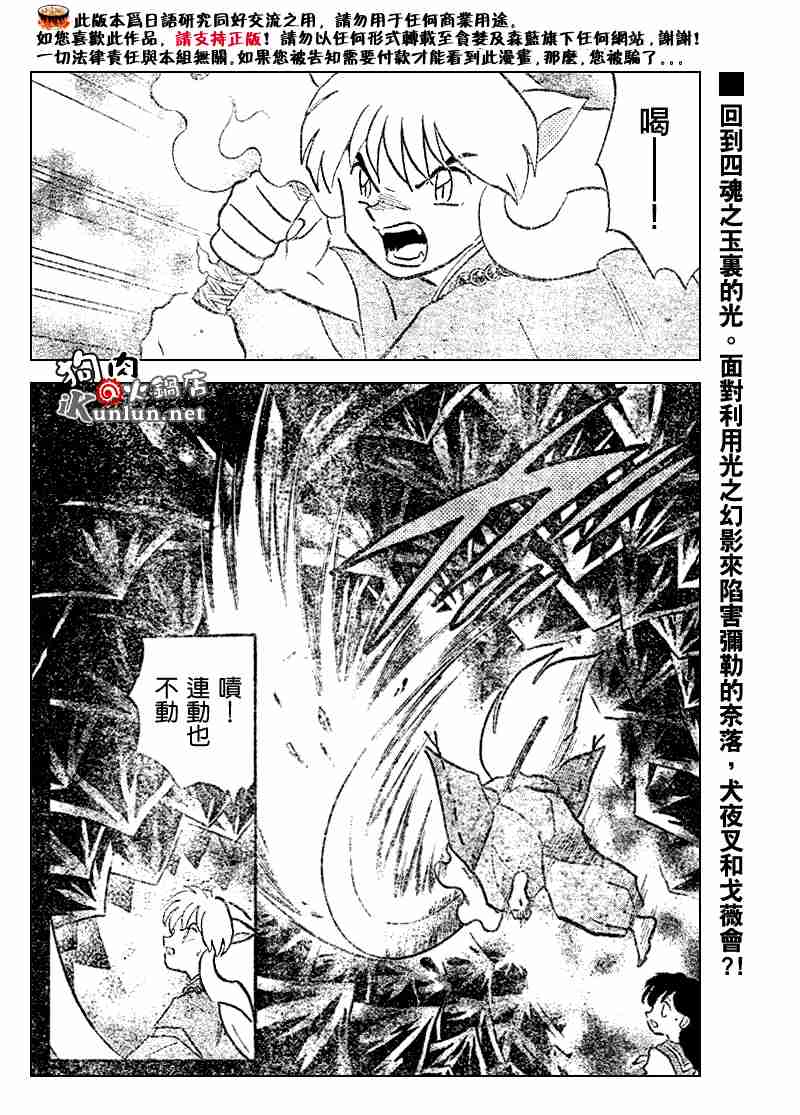 此版本爲日語研究同好交流之用，請勿用于任何商業用途。
如您喜歡此作品，請支持正版！請勿以任何形式轉載至貪婪及森藍旗下任何網站，謝謝！
一切法律責任與本組無關，如果您被告知需要付款才能看到此漫畫，那麼，您被騙了...
■回到四魂之玉裏的光。面對利用光之幻影來陷害彌勒的奈落，犬夜叉和戈薇會?!
喝——！
狗肉火鍋店
iKunlun.net
嘖！
連動也
不動